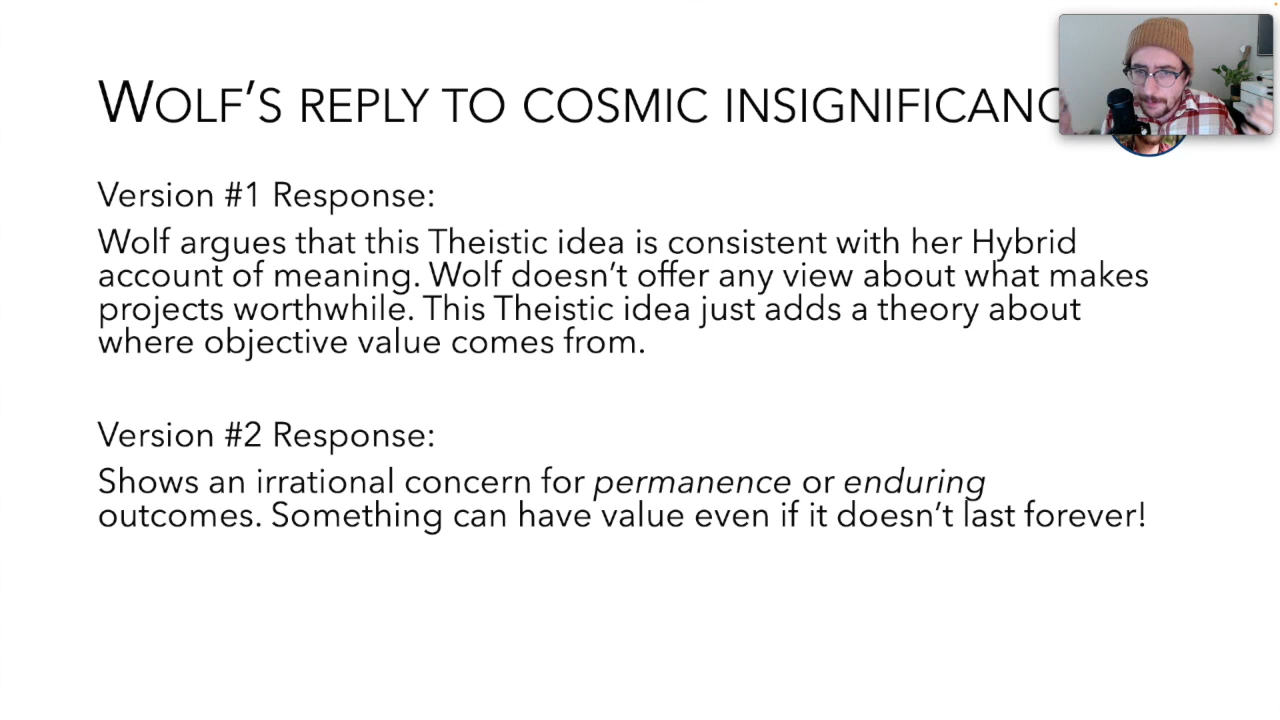 WOLF'S REPLY TO COSMIC
Version #1 Response:
Wolf argues that this Theistic idea is consistent with her Hybrid
account of meaning. Wolf doesn't offer any view about what makes
projects worthwhile. This Theistic idea just adds a theory about
where objective value comes from.
Version #2 Response:
Shows an irrational concern for permanence or enduring
outcomes. Something can have value even if it doesn't last forever!